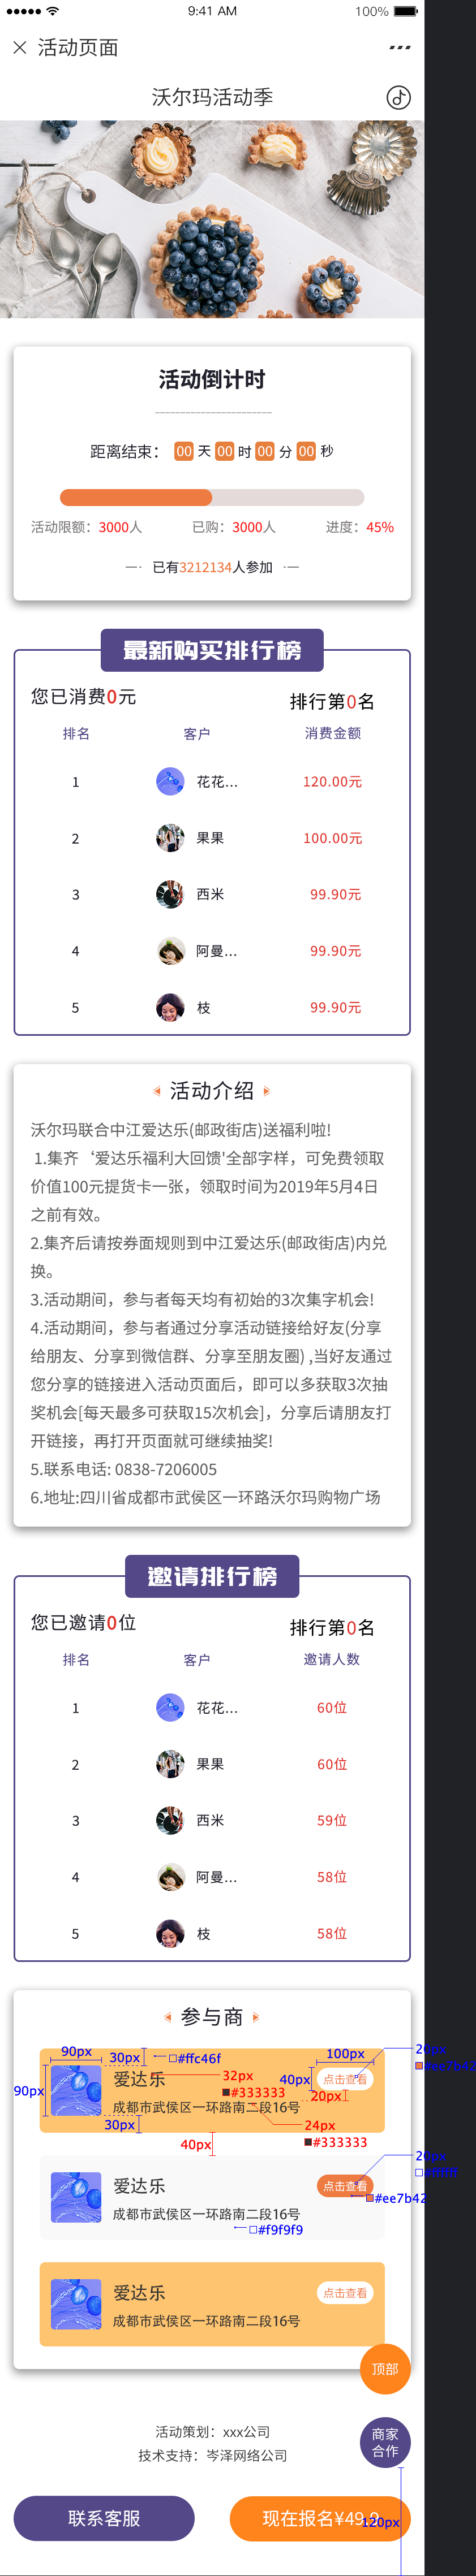 9:41 AM 100%
活动页面
沃尔玛活动季
活动倒计时
距离结束： 00 天 00 时 00 分 00 秒
活动限额：3000人 已购：3000人 进度：45%
已有3212134人参加
最新购买排行榜
您已消费0元 排行第0名
排名 客户 消费金额
1 花花... 120.00元
2 果果 100.00元
3 西米 99.90元
4 阿曼... 99.90元
5 枝 99.90元
活动介绍
沃尔玛联合中江爱达乐(邮政街店)送福利啦!
1.集齐‘爱达乐福利大回馈'全部字样，可免费领取
价值100元提货卡一张，领取时间为2019年5月4日
之前有效。
2.集齐后请按券面规则到中江爱达乐(邮政街店)内兑
换。
3.活动期间，参与者每天均有初始的3次集字机会!
4.活动期间，参与者通过分享活动链接给好友(分享
给朋友、分享到微信群、分享至朋友圈) ,当好友通过
您分享的链接进入活动页面后，即可以多获取3次抽
奖机会[每天最多可获取15次机会]，分享后请朋友打
开链接，再打开页面就可继续抽奖!
5.联系电话: 0838-7206005
6.地址:四川省成都市武侯区一环路沃尔玛购物广场
邀请排行榜
您已邀请0位 排行第0名
排名 客户 邀请人数
1 花花... 60位
2 果果 60位
3 西米 59位
4 阿曼... 58位
5 枝 58位
参与商
90px 30px #ffc46f 100px 20px
#ee7b42
爱达乐 32px 40px 点击查看
90px #333333 20px
成都市武侯区一环路南二段16号
30px 24px
40px #333333
20px
爱达乐 点击查看
#ee7b42
成都市武侯区一环路南二段16号
#f9f9f9
爱达乐 点击查看
成都市武侯区一环路南二段16号
顶部
活动策划：xxx公司
技术支持：岑泽网络公司
商家
合作
联系客服 现在报名¥49.9
120px